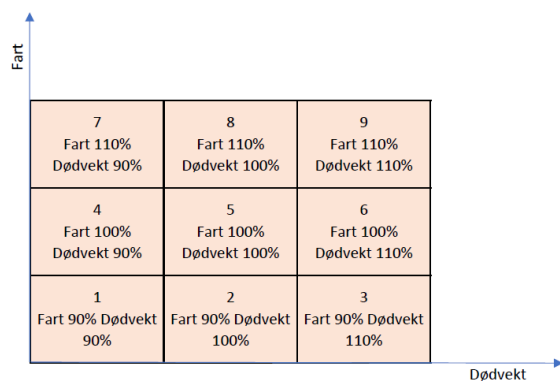 Fart
7
Fart 110%
Dødvekt 90%
8
Fart 110%
Dødvekt 100%
9
Fart 110%
Dødvekt 110%
4
Fart 100%
Dødvekt 90%
5
Fart 100%
Dødvekt 100%
6
Fart 100%
Dødvekt 110%
1
Fart 90% Dødvekt
90%
2
Fart 90% Dødvekt
100%
3
Fart 90% Dødvekt
110%
Dødvekt